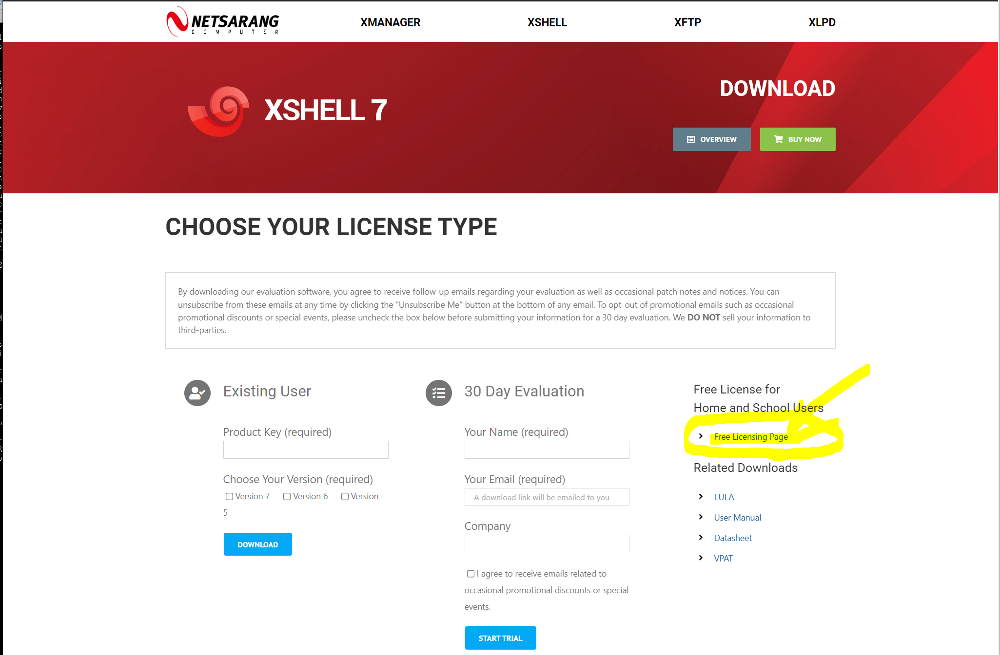 NETSARANG
COMPUTER
XMANAGER
XSHELL
XFTP
XLPD
XSHELL 7
DOWNLOAD
OVERVIEW
BUY NOW
CHOOSE YOUR LICENSE TYPE
By downloading our evaluation software, you agree to receive follow-up emails regarding your evaluation as well as occasional patch notes and notices. You can
unsubscribe from these emails at any time by clicking the “Unsubscribe Me” button at the bottom of any email. To opt-out of promotional emails such as occasional
promotional discounts or special events, please uncheck the box below before submitting your information for a 30 day evaluation. We DO NOT sell your information to
third-parties.
Existing User
Product Key (required)
Choose Your Version (required)
Version 7 Version 6 Version
5
DOWNLOAD
30 Day Evaluation
Your Name (required)
Your Email (required)
A download link will be emailed to you
Company
I agree to receive emails related to
occasional promotional discounts or special
events.
START TRIAL
Free License for
Home and School Users
Free Licensing Page
Related Downloads
EULA
User Manual
Datasheet
VPAT